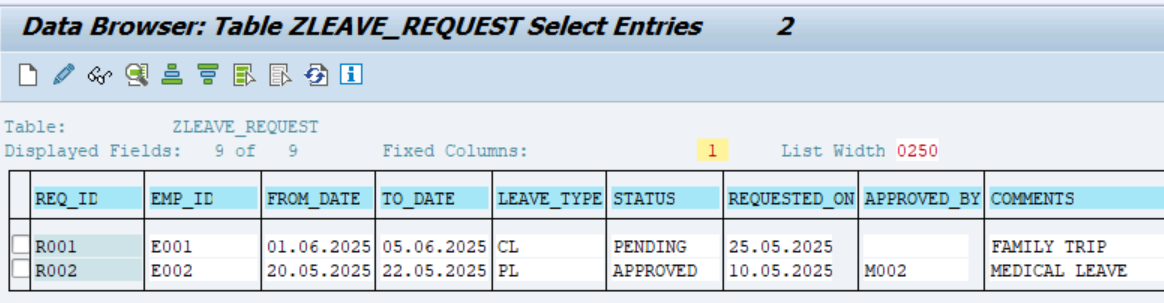 Data Browser: Table ZLEAVE_REQUEST Select Entries 2
Table: ZLEAVE_REQUEST
Displayed Fields: 9 of 9 Fixed Columns: 1 List Width 0250
REQ_ID EMP_ID FROM_DATE TO_DATE LEAVE_TYPE STATUS REQUESTED_ON APPROVED_BY COMMENTS
R001 E001 01.06.2025 05.06.2025 CL PENDING 25.05.2025 FAMILY TRIP
R002 E002 20.05.2025 22.05.2025 PL APPROVED 10.05.2025 M002 MEDICAL LEAVE